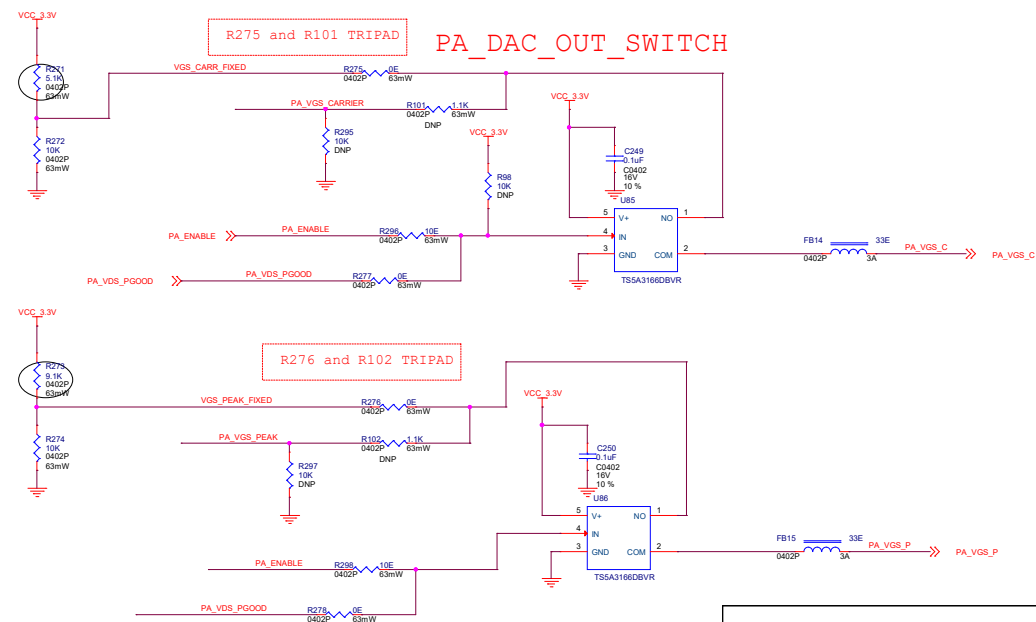 VCC_3.3V
R275 and R101 TRIPAD
PA_DAC_OUT_SWITCH
R271
5.1K
0402P
63mW
VGS_CARR_FIXED
R275
0E
0402P
63mW
PA_VGS_CARRIER
R101
1.1K
0402P
63mW
DNP
VCC_3.3V
R272
10K
0402P
63mW
R295
10K
DNP
VCC_3.3V
C249
0.1uF
C0402
16V
10 %
R98
10K
DNP
U85
5
V+
NO
1
4
IN
3
GND
COM
2
TS5A3166DBVR
PA_ENABLE
PA_ENABLE
R296
10E
0402P
63mW
FB14
33E
0402P
3A
PA_VGS_C
PA_VGS_C
PA_VDS_PGOOD
R277
0E
0402P
63mW
VCC_3.3V
R276 and R102 TRIPAD
R273
9.1K
0402P
63mW
VGS_PEAK_FIXED
R276
0E
0402P
63mW
VCC_3.3V
PA_VGS_PEAK
R102
1.1K
0402P
63mW
DNP
R274
10K
0402P
63mW
R297
10K
DNP
C250
0.1uF
C0402
16V
10 %
U86
5
V+
NO
1
4
IN
3
GND
COM
2
TS5A3166DBVR
FB15
33E
0402P
3A
PA_VGS_P
PA_VGS_P
PA_ENABLE
R298
10E
0402P
63mW
PA_VDS_PGOOD
R278
0E
0402P
63mW